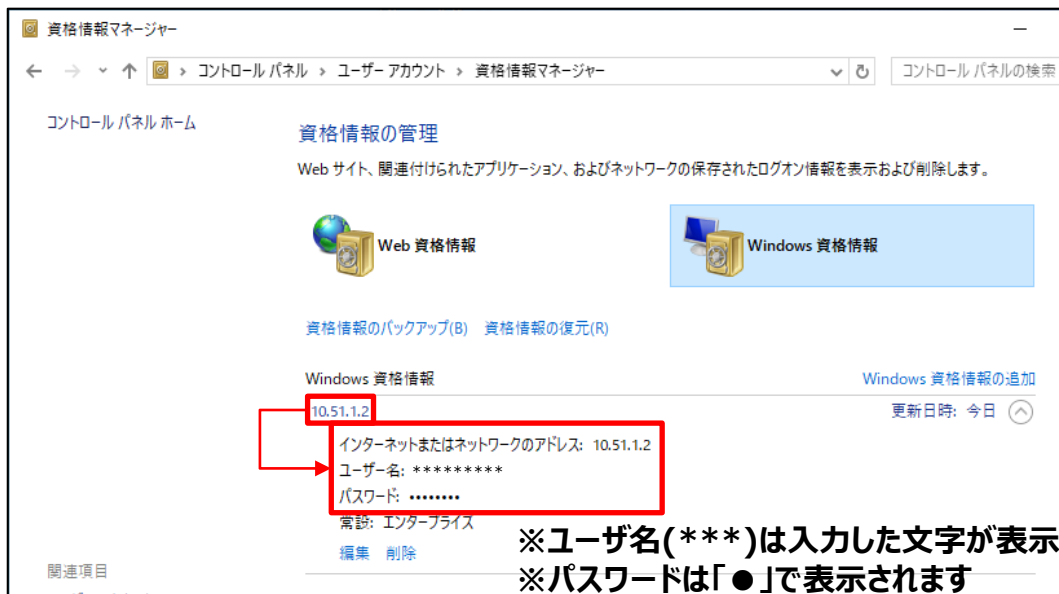 資格情報マネージャー
コントロール パネル › ユーザー アカウント › 資格情報マネージャー
コントロール パネルの検索
コントロール パネル ホーム
資格情報の管理
Web サイト、関連付けられたアプリケーション、およびネットワークの保存されたログオン情報を表示および削除します。
Web 資格情報
Windows 資格情報
資格情報のバックアップ(B) 資格情報の復元(R)
Windows 資格情報 Windows 資格情報の追加
10.51.1.2 更新日時: 今日
インターネットまたはネットワークのアドレス: 10.51.1.2
ユーザー名: *********
パスワード: ••••••••
常設: エンタープライズ
編集 削除
※ユーザ名(***)は入力した文字が表示
※パスワードは「●」で表示されます
関連項目